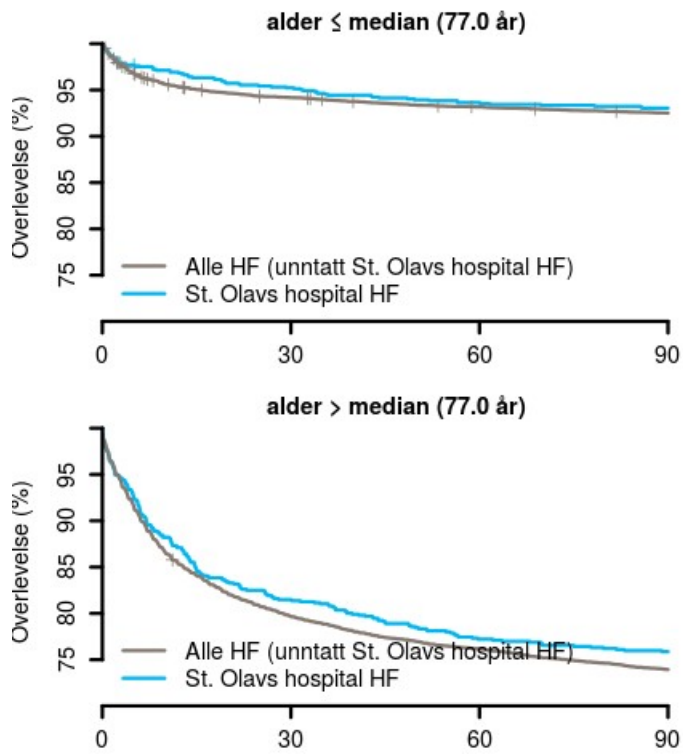 alder ≤ median (77.0 år)
Overlevelse (%)
95
90
85
80
75
Alle HF (unntatt St. Olavs hospital HF)
St. Olavs hospital HF
0 30 60 90
alder > median (77.0 år)
Overlevelse (%)
95
90
85
80
75
Alle HF (unntatt St. Olavs hospital HF)
St. Olavs hospital HF
0 30 60 90